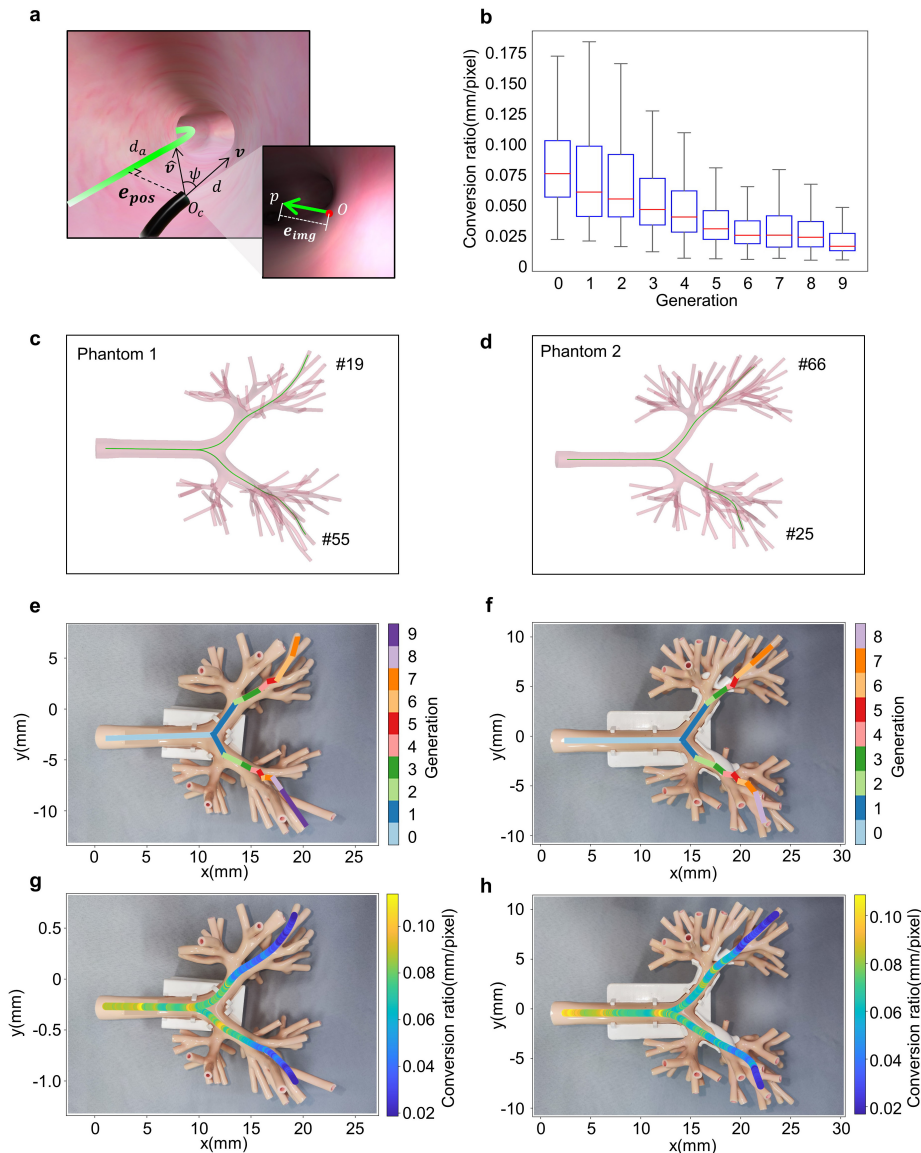 a
d_a
v̂
ψ
v
d
e_pos
O_c
p
O
e_img
b
Conversion ratio(mm/pixel)
0.175
0.150
0.125
0.100
0.075
0.050
0.025
0
0 1 2 3 4 5 6 7 8 9
Generation
c
Phantom 1
#19
#55
d
Phantom 2
#66
#25
e
y(mm)
5
0
-5
-10
0 5 10 15 20 25
x(mm)
9
8
7
6
5
4
3
2
1
0
Generation
f
y(mm)
10
5
0
-5
-10
0 5 10 15 20 25 30
x(mm)
8
7
6
5
4
3
2
1
0
Generation
g
y(mm)
0.5
0
-0.5
-1.0
0 5 10 15 20 25
x(mm)
0.10
0.08
0.06
0.04
0.02
Conversion ratio(mm/pixel)
h
y(mm)
10
5
0
-5
-10
0 5 10 15 20 25 30
x(mm)
0.10
0.08
0.06
0.04
0.02
Conversion ratio(mm/pixel)